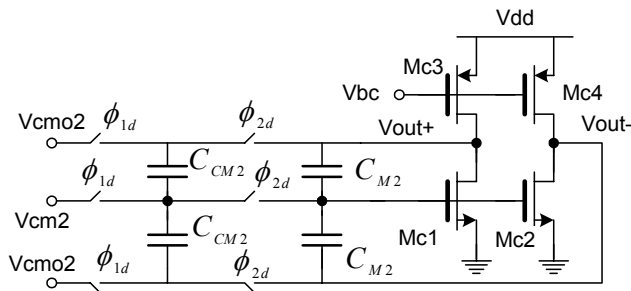 Vdd
Mc3
Vbc
Mc4
Vcmo2
ϕ1d
ϕ2d
Vout+
Vout-
CCM2
CM2
ϕ1d
ϕ2d
Vcm2
CCM2
CM2
Mc1
Mc2
Vcmo2
ϕ1d
ϕ2d